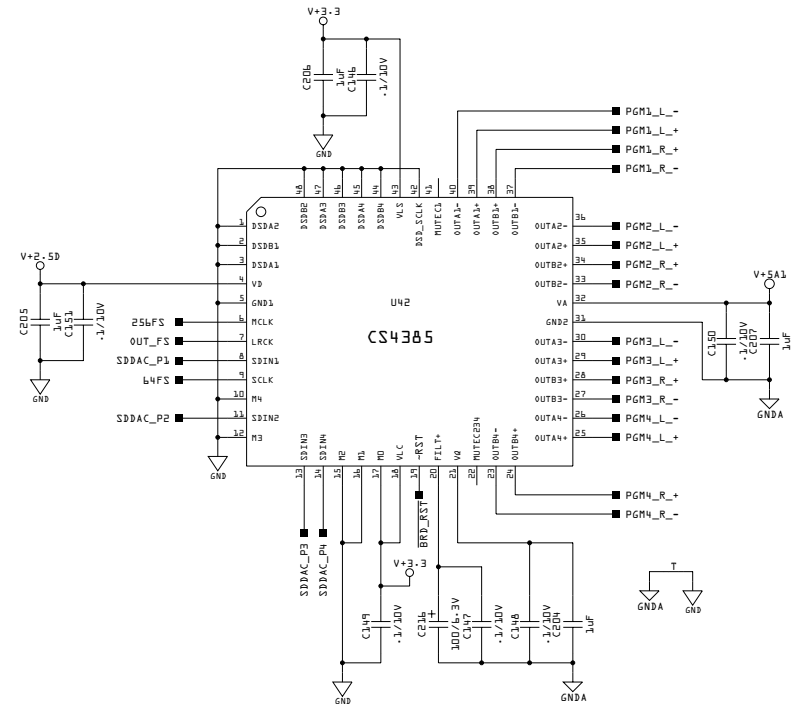 V+3.3
C206
1uF
C146
.1/10V
GND
PGM1_L_-
PGM1_L_+
PGM1_R_+
PGM1_R_-
48 47 46 45 44 43 42 41 40 39 38 37
DSDB2 DSDA3 DSDB3 DSDA4 DSDB4 VLS DSD_SCLK MUTEC1 OUTA1- OUTA1+ OUTB1+ OUTB1-
1 DSDA2
2 DSDB1
3 DSDA1
4 VD
5 GND1
6 MCLK
7 LRCK
8 SDIN1
9 SCLK
10 M4
11 SDIN2
12 M3
V+2.5D
C205
1uF
C151
.1/10V
GND
256FS
OUT_FS
SDDAC_P1
64FS
SDDAC_P2
GND
U42
CS4385
OUTA2- 36 PGM2_L_-
OUTA2+ 35 PGM2_L_+
OUTB2+ 34 PGM2_R_+
OUTB2- 33 PGM2_R_-
VA 32
GND2 31
OUTA3- 30 PGM3_L_-
OUTA3+ 29 PGM3_L_+
OUTB3+ 28 PGM3_R_+
OUTB3- 27 PGM3_R_-
OUTA4- 26 PGM4_L_-
OUTA4+ 25 PGM4_L_+
V+5A1
C150
.1/10V
C207
1uF
GNDA
SDIN3 SDIN4 M2 M1 M0 VLC -RST FILT+ VQ MUTEC234 OUTB4- OUTB4+
13 14 15 16 17 18 19 20 21 22 23 24
PGM4_R_+
PGM4_R_-
SDDAC_P3
SDDAC_P4
BRD_RST
V+3.3
C149
.1/10V
C216
+
100/6.3V
C147
.1/10V
C148
.1/10V
C204
1uF
GND
GNDA
T
GNDA
GND